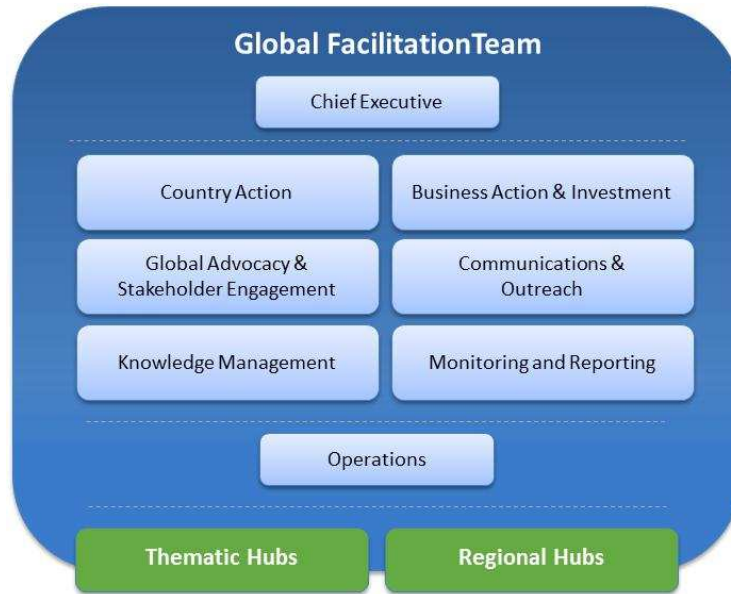 Global FacilitationTeam
Chief Executive
Country Action
Business Action & Investment
Global Advocacy &
Stakeholder Engagement
Communications &
Outreach
Knowledge Management
Monitoring and Reporting
Operations
Thematic Hubs
Regional Hubs